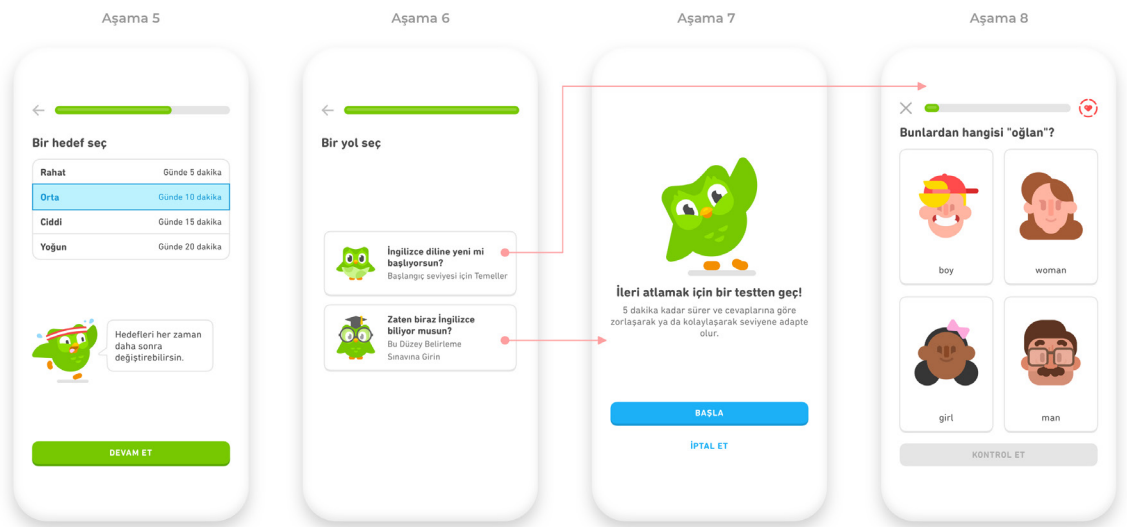 Aşama 5
Bir hedef seç
Rahat Günde 5 dakika
Orta Günde 10 dakika
Ciddi Günde 15 dakika
Yoğun Günde 20 dakika
Hedefleri her zaman
daha sonra
değiştirebilirsin.
DEVAM ET
Aşama 6
Bir yol seç
İngilizce diline yeni mi
başlıyorsun?
Başlangıç seviyesi için Temeller
Zaten biraz İngilizce
biliyor musun?
Bu Düzey Belirleme
Sınavına Girin
Aşama 7
İleri atlamak için bir testten geç!
5 dakika kadar sürer ve cevaplarına göre
zorlaşarak ya da kolaylaşarak seviyene adapte
olur.
BAŞLA
İPTAL ET
Aşama 8
Bunlardan hangisi "oğlan"?
boy
woman
girl
man
KONTROL ET